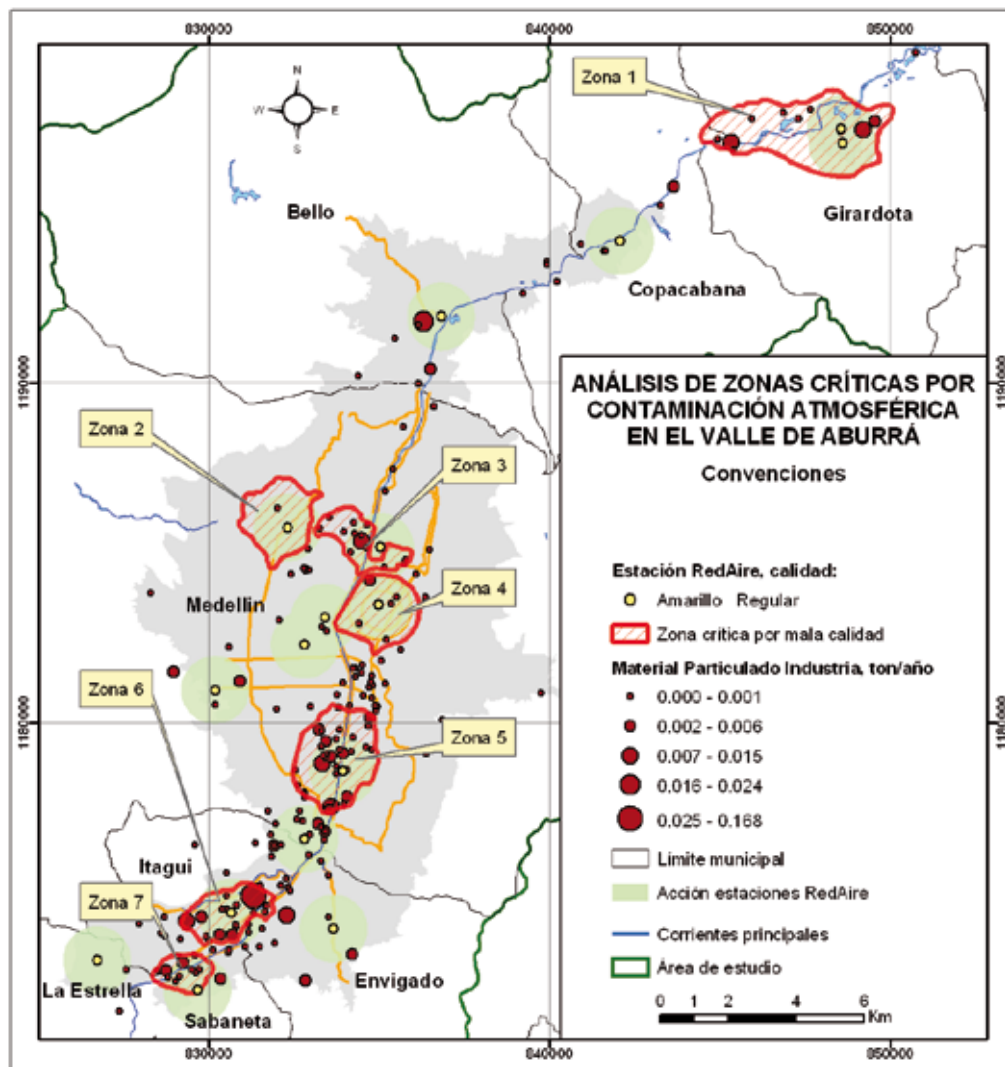 830000
840000
850000
N
W
E
S
Zona 1
Bello
Girardota
Copacabana
1190000
1190000
ANÁLISIS DE ZONAS CRÍTICAS POR
CONTAMINACIÓN ATMOSFÉRICA
EN EL VALLE DE ABURRÁ
Convenciones
Zona 2
Zona 3
Estación RedAire, calidad:
Amarillo Regular
Zona crítica por mala calidad
Material Particulado Industria, ton/año
0.000 - 0.001
0.002 - 0.006
0.007 - 0.015
0.016 - 0.024
0.025 - 0.168
Límite municipal
Acción estaciones RedAire
Corrientes principales
Área de estudio
0 1 2 4 6
Km
Medellin
Zona 4
Zona 6
1180000
1180000
Zona 5
Itagui
Zona 7
La Estrella
Envigado
Sabaneta
830000
840000
850000